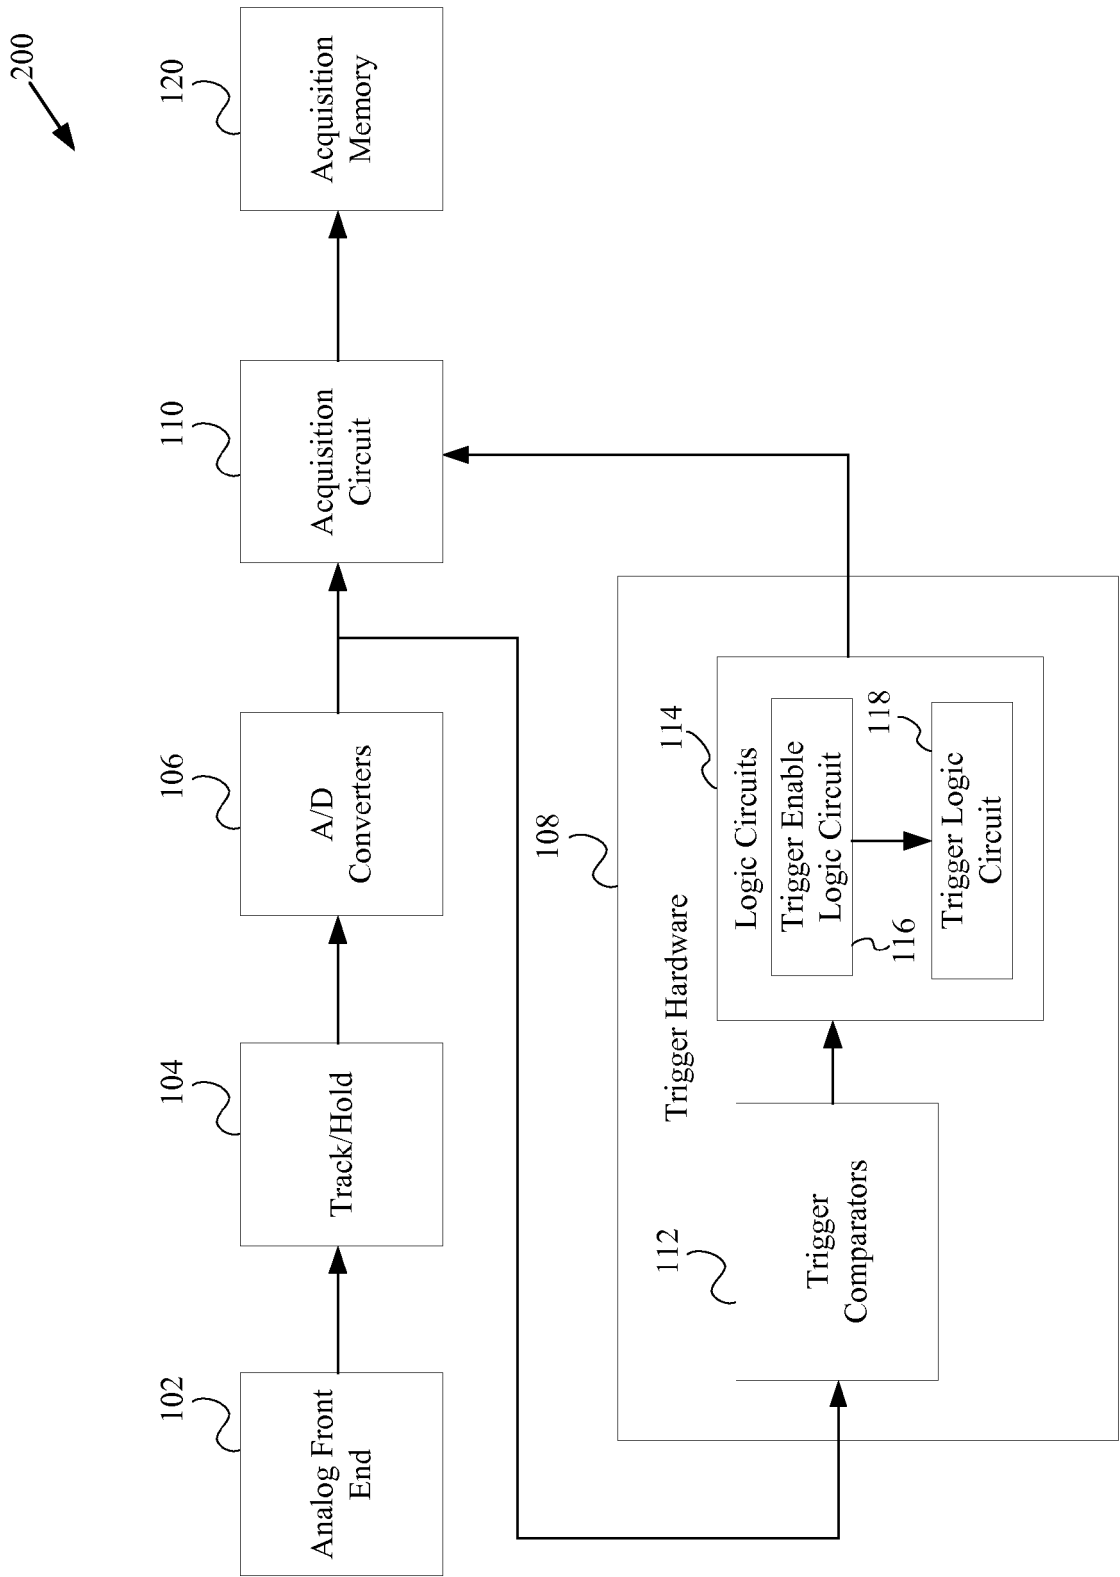 200
102
Analog Front
End
104
Track/Hold
106
A/D
Converters
110
Acquisition
Circuit
120
Acquisition
Memory
108
Trigger Hardware
112
Trigger
Comparators
114
Logic Circuits
Trigger Enable
Logic Circuit
116
118
Trigger Logic
Circuit